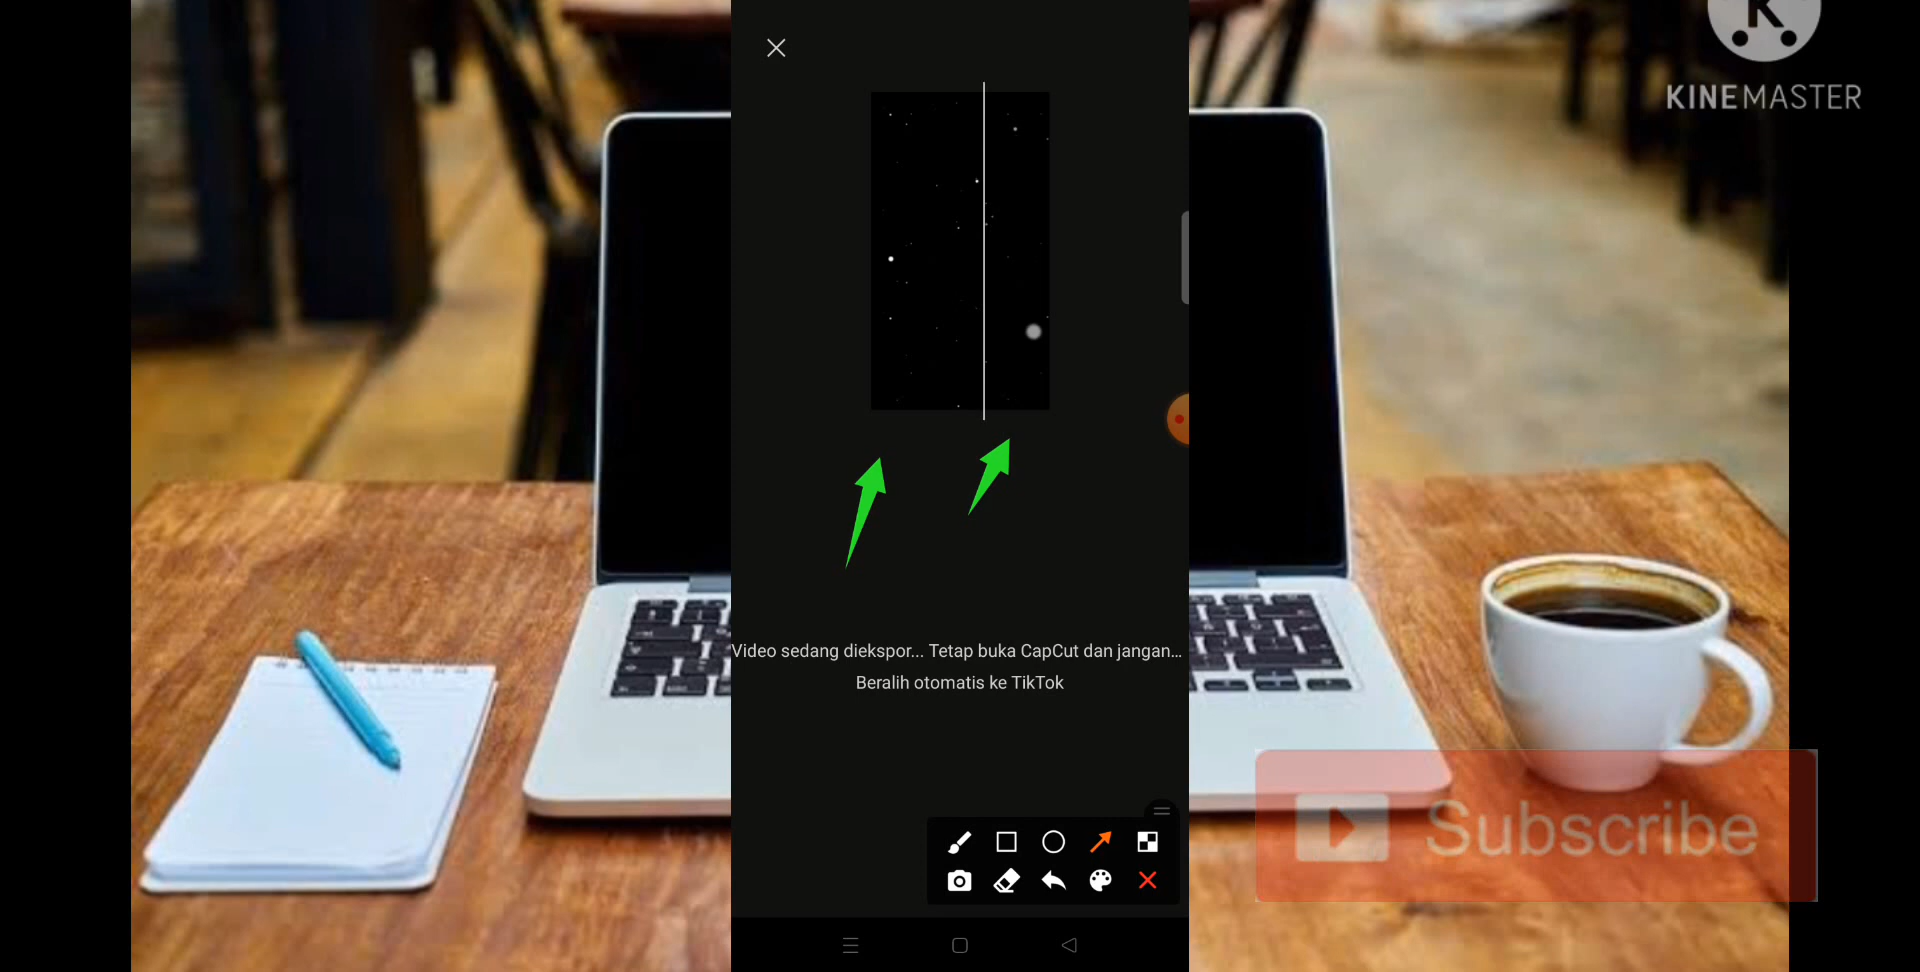 KINEMASTER
Video sedang diekspor... Tetap buka CapCut dan jangan...
Beralih otomatis ke TikTok
Subscribe